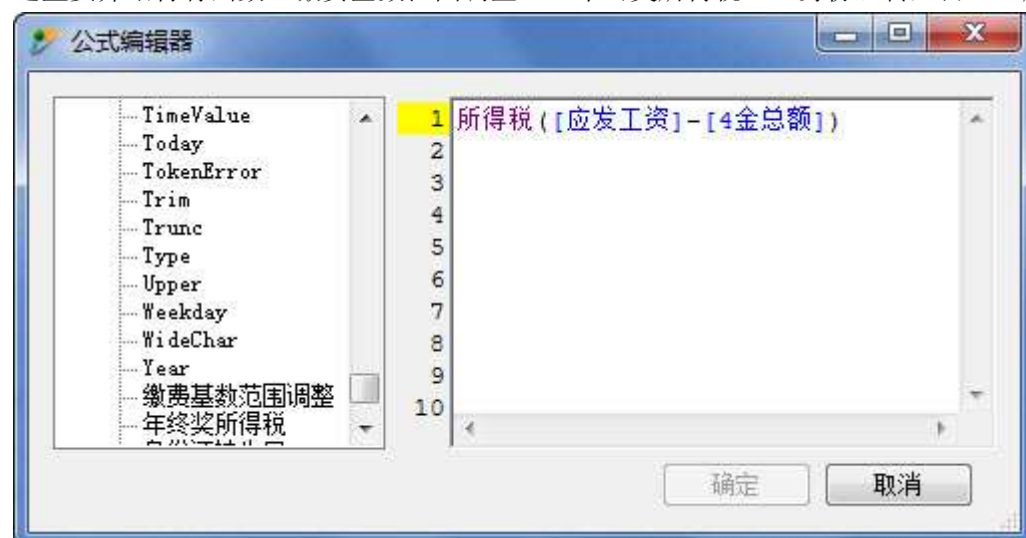 公式编辑器
TimeValue
Today
TokenError
Trim
Trunc
Type
Upper
Weekday
WideChar
Year
缴费基数范围调整
年终奖所得税
1 所得税([应发工资]-[4金总额])
2
3
4
5
6
7
8
9
10
确定
取消